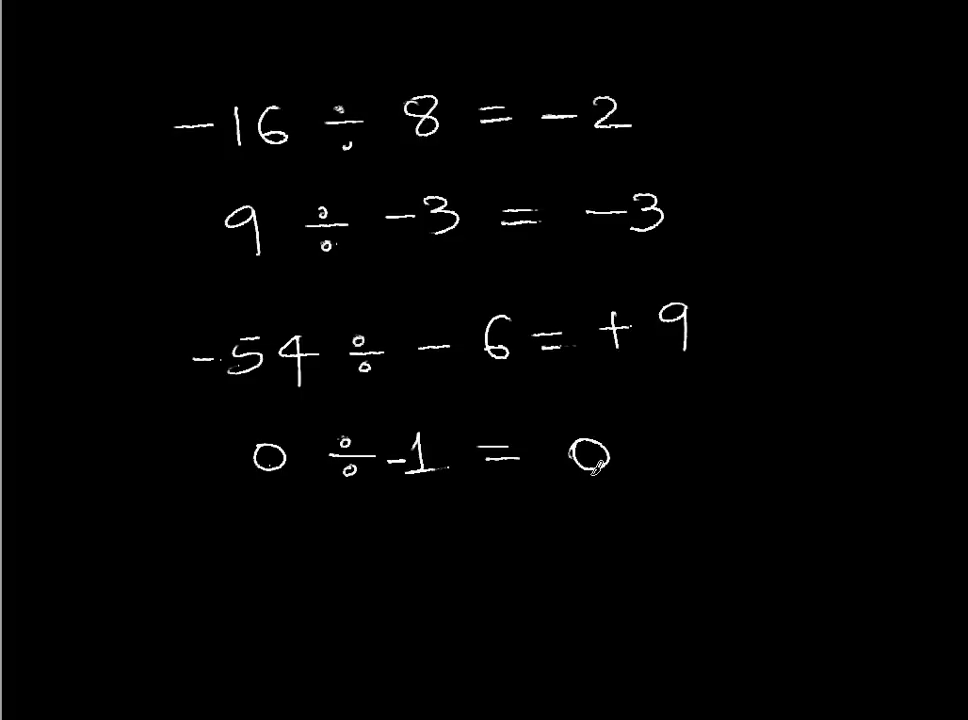 -16 ÷ 8 = -2
9 ÷ -3 = -3
-54 ÷ -6 = +9
0 ÷ -1 = 0